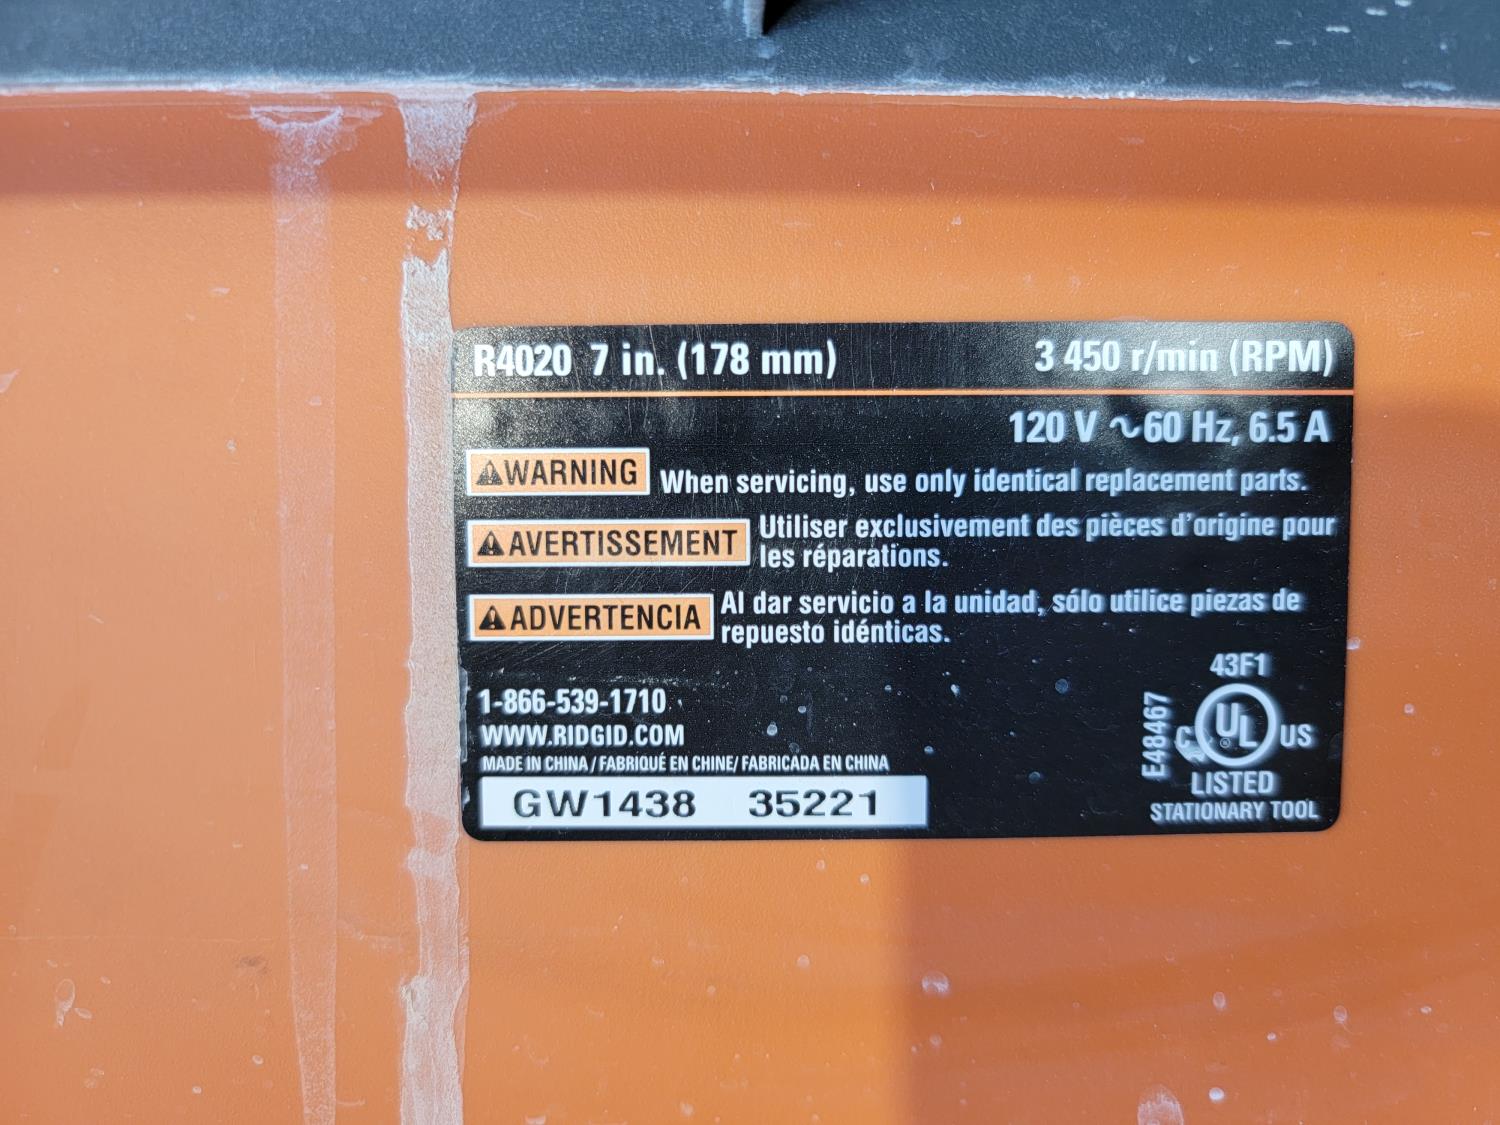 R4020 7 in. (178 mm) 3 450 r/min (RPM)
120 V ~ 60 Hz, 6.5 A
⚠WARNING When servicing, use only identical replacement parts.
⚠AVERTISSEMENT Utiliser exclusivement des pièces d'origine pour
les réparations.
⚠ADVERTENCIA Al dar servicio a la unidad, sólo utilice piezas de
repuesto idénticas.
43F1
1-866-539-1710
WWW.RIDGID.COM
MADE IN CHINA / FABRIQUÉ EN CHINE/ FABRICADA EN CHINA
GW1438 35221
E48467
C UL® US
LISTED
STATIONARY TOOL